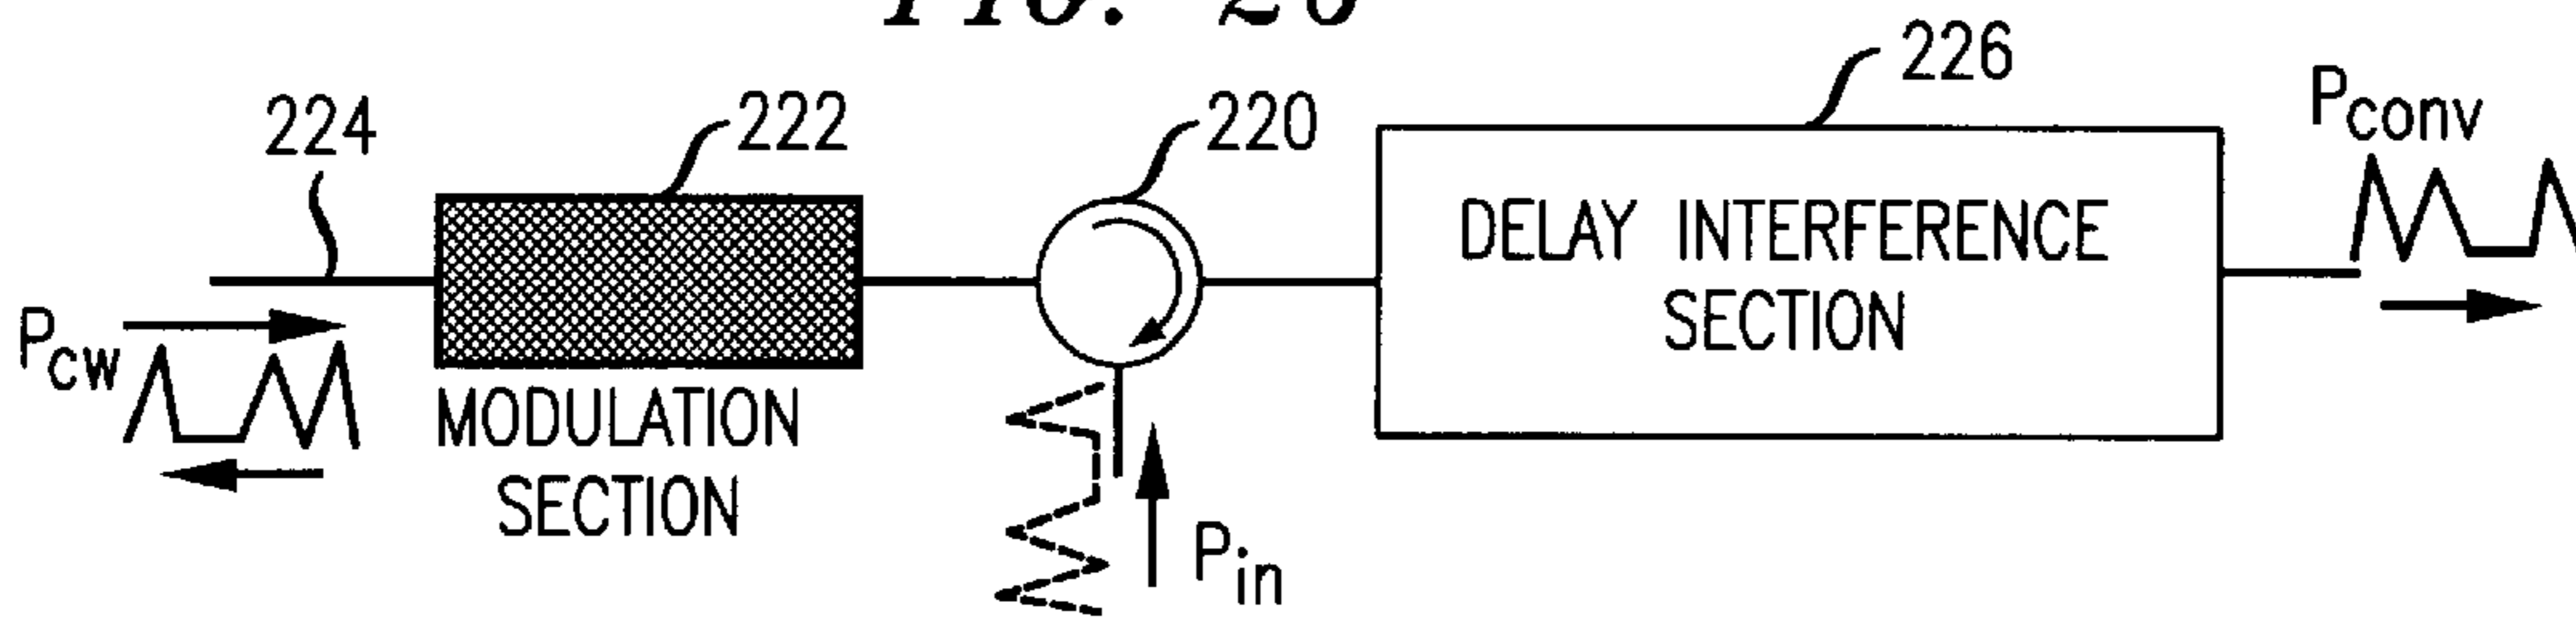 224
222
220
226
Pconv
DELAY INTERFERENCE
SECTION
Pcw
MODULATION
SECTION
Pin